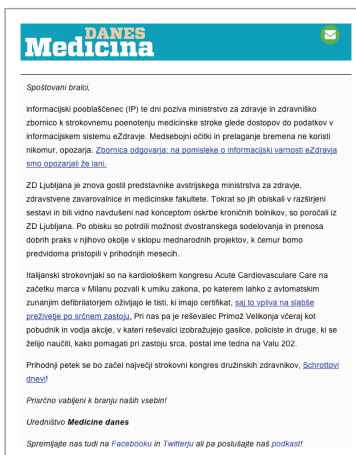 DANES
Medicina
Spoštovani bralci,
informacijski pooblaščenec (IP) te dni poziva ministrstvo za zdravje in zdravniško
zbornico k strokovnemu poenotenju medicinske stroke glede dostopov do podatkov v
informacijskem sistemu eZdravje. Medsebojni očitki in prelaganje bremena ne koristi
nikomur, opozarja. Zbornica odgovarja: na pomisleke o informacijski varnosti eZdravja
smo opozarjali že lani.
ZD Ljubljana je znova gostil predstavnike avstrijskega ministrstva za zdravje,
zdravstvene zavarovalnice in medicinske fakultete. Tokrat so jih obiskali v razširjeni
sestavi in bili vidno navdušeni nad konceptom oskrbe kroničnih bolnikov, so poročali iz
ZD Ljubljana. Po obisku so potrdili možnost dvostranskega sodelovanja in prenosa
dobrih praks v njihovo okolje v sklopu mednarodnih projektov, k čemur bomo
predvidoma pristopili v prihodnjih mesecih.
Italijanski strokovnjaki so na kardiološkem kongresu Acute Cardiovasculare Care na
začetku marca v Milanu pozvali k umiku zakona, po katerem lahko z avtomatskim
zunanjim defibrilatorjem oživljajo le tisti, ki imajo certifikat, saj to vpliva na slabše
preživetje po srčnem zastoju. Pri nas pa je reševalec Primož Velikonja včeraj kot
pobudnik in vodja akcije, v kateri reševalci izobražujejo gasilce, policiste in druge, ki se
želijo naučiti, kako pomagati pri zastoju srca, postal ime tedna na Valu 202.
Prihodnji petek se bo začel največji strokovni kongres družinskih zdravnikov, Schrottovi
dnevi!
Prisrčno vabljeni k branju naših vsebin!
Uredništvo Medicine danes
Spremljajte nas tudi na Facebooku in Twitterju ali pa poslušajte naš podkast!